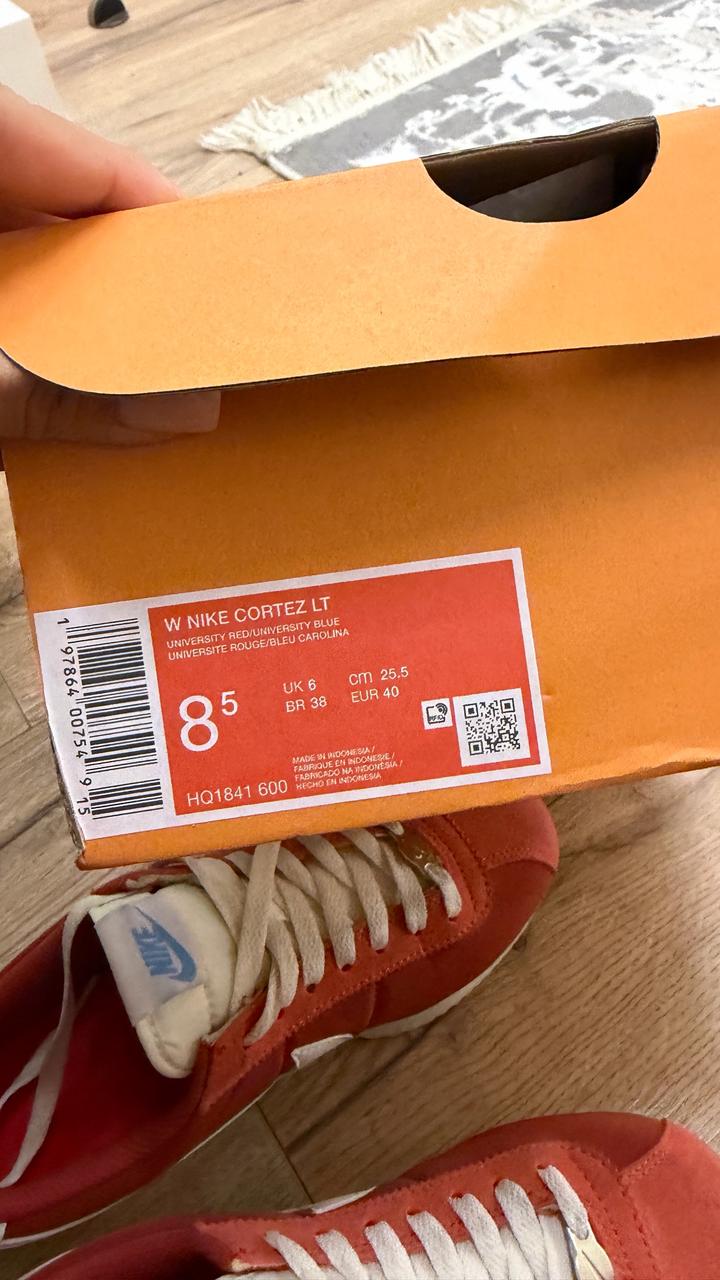 W NIKE CORTEZ LT
UNIVERSITY RED/UNIVERSITY BLUE
UNIVERSITE ROUGE/BLEU CAROLINA
8⁵
UK 6 CM 25.5
BR 38 EUR 40
MADE IN INDONESIA /
FABRIQUE EN INDONESIE /
FABRICADO NA INDONÉSIA /
HECHO EN INDONESIA
HQ1841 600
1 97864 00754 9 15
NIKE